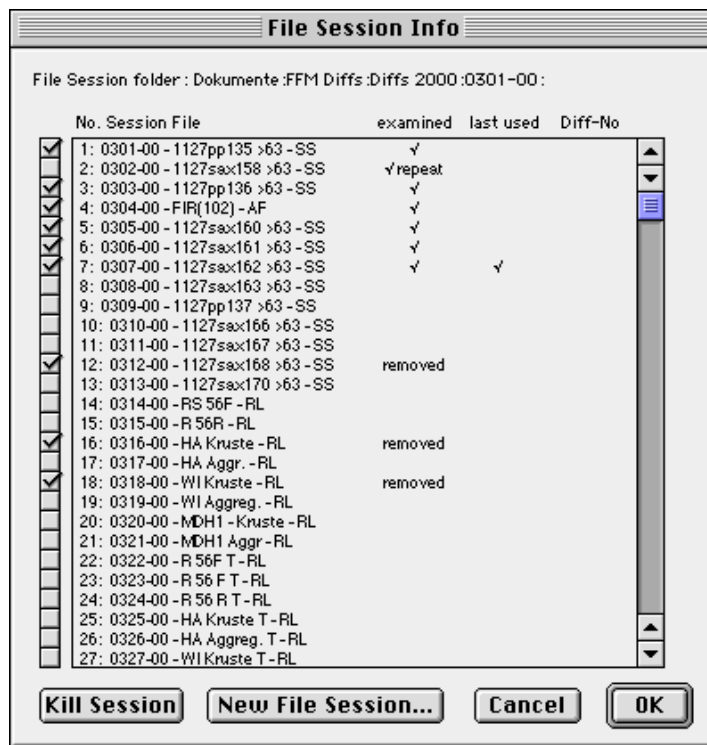 File Session Info
File Session folder : Dokumente :FFM Diffs :Diffs 2000 :0301-00 :
No. Session File examined last used Diff-No
1: 0301-00 - 1127pp135 >63 - SS √
2: 0302-00 - 1127sax158 >63 - SS √ repeat
3: 0303-00 - 1127pp136 >63 - SS √
4: 0304-00 - FIR(102) - AF √
5: 0305-00 - 1127sax160 >63 - SS √
6: 0306-00 - 1127sax161 >63 - SS √
7: 0307-00 - 1127sax162 >63 - SS √ √
8: 0308-00 - 1127sax163 >63 - SS
9: 0309-00 - 1127pp137 >63 - SS
10: 0310-00 - 1127sax166 >63 - SS
11: 0311-00 - 1127sax167 >63 - SS
12: 0312-00 - 1127sax168 >63 - SS removed
13: 0313-00 - 1127sax170 >63 - SS
14: 0314-00 - RS 56F - RL
15: 0315-00 - R 56R - RL
16: 0316-00 - HA Kruste - RL removed
17: 0317-00 - HA Aggr. - RL
18: 0318-00 - WI Kruste - RL removed
19: 0319-00 - WI Aggreg. - RL
20: 0320-00 - MDH1 - Kruste - RL
21: 0321-00 - MDH1 Aggr - RL
22: 0322-00 - R 56F T - RL
23: 0323-00 - R 56 F T - RL
24: 0324-00 - R 56 R T - RL
25: 0325-00 - HA Kruste T - RL
26: 0326-00 - HA Aggreg. T - RL
27: 0327-00 - WI Kruste T - RL
Kill Session New File Session... Cancel OK